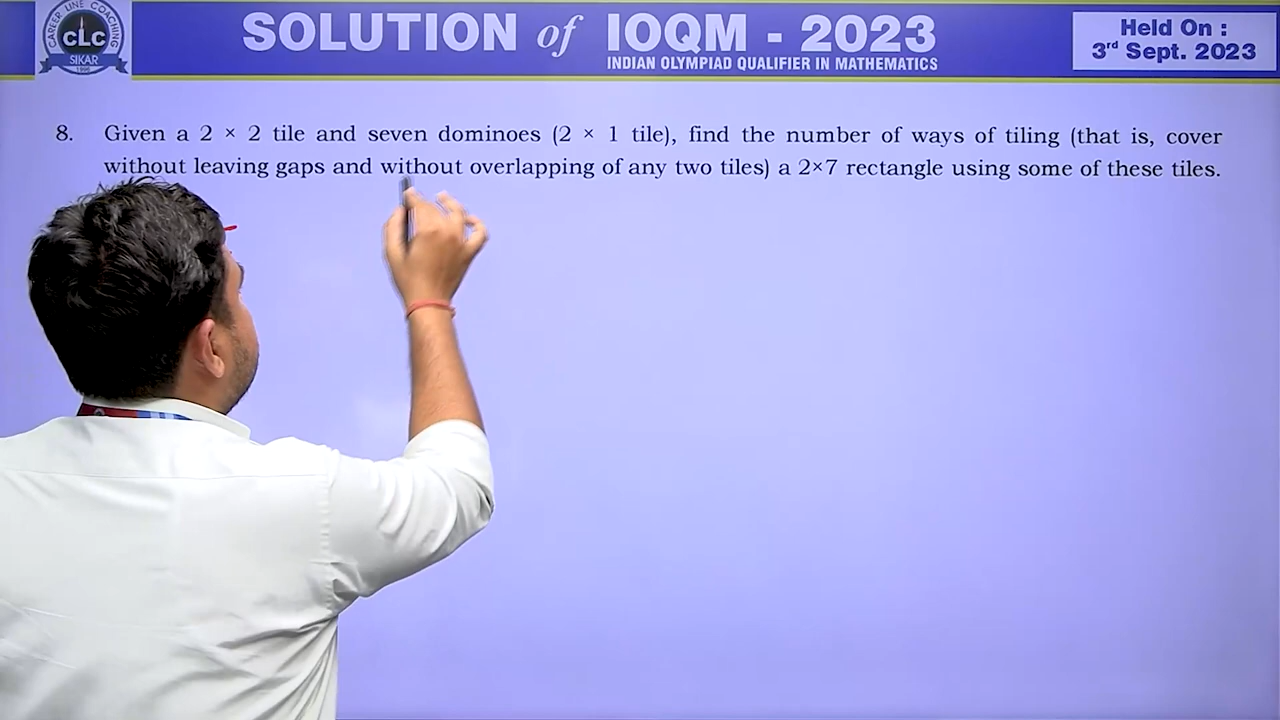 CAREER LINE COACHING
CLC
SIKAR
1996
SOLUTION of IOQM - 2023
INDIAN OLYMPIAD QUALIFIER IN MATHEMATICS
Held On :
3rd Sept. 2023
8. Given a 2 × 2 tile and seven dominoes (2 × 1 tile), find the number of ways of tiling (that is, cover
without leaving gaps and without overlapping of any two tiles) a 2×7 rectangle using some of these tiles.